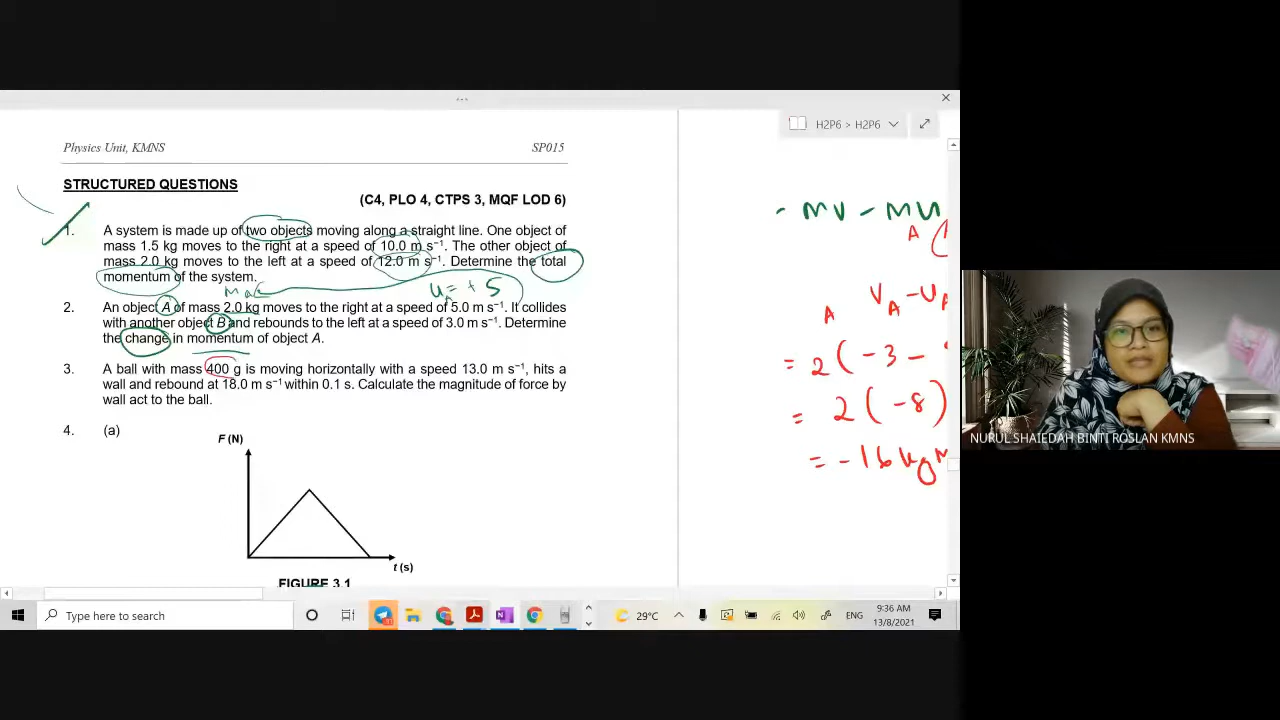 H2P6 > H2P6
Physics Unit, KMNS
SP015
STRUCTURED QUESTIONS
(C4, PLO 4, CTPS 3, MQF LOD 6)
1. A system is made up of two objects moving along a straight line. One object of
mass 1.5 kg moves to the right at a speed of 10.0 m s⁻¹. The other object of
mass 2.0 kg moves to the left at a speed of 12.0 m s⁻¹. Determine the total
momentum of the system.
u = + 5
2. An object A of mass 2.0 kg moves to the right at a speed of 5.0 m s⁻¹. It collides
with another object B and rebounds to the left at a speed of 3.0 m s⁻¹. Determine
the change in momentum of object A.
3. A ball with mass 400 g is moving horizontally with a speed 13.0 m s⁻¹, hits a
wall and rebound at 18.0 m s⁻¹ within 0.1 s. Calculate the magnitude of force by
wall act to the ball.
4. (a)
F (N)
t (s)
FIGURE 3.1
- MV - MU
A
A VA - UA
= 2 ( -3 -
= 2 ( -8 )
= -16 kg m
NURUL SHAIEDAH BINTI ROSLAN KMNS
Type here to search
29°C
ENG
9:36 AM
13/8/2021